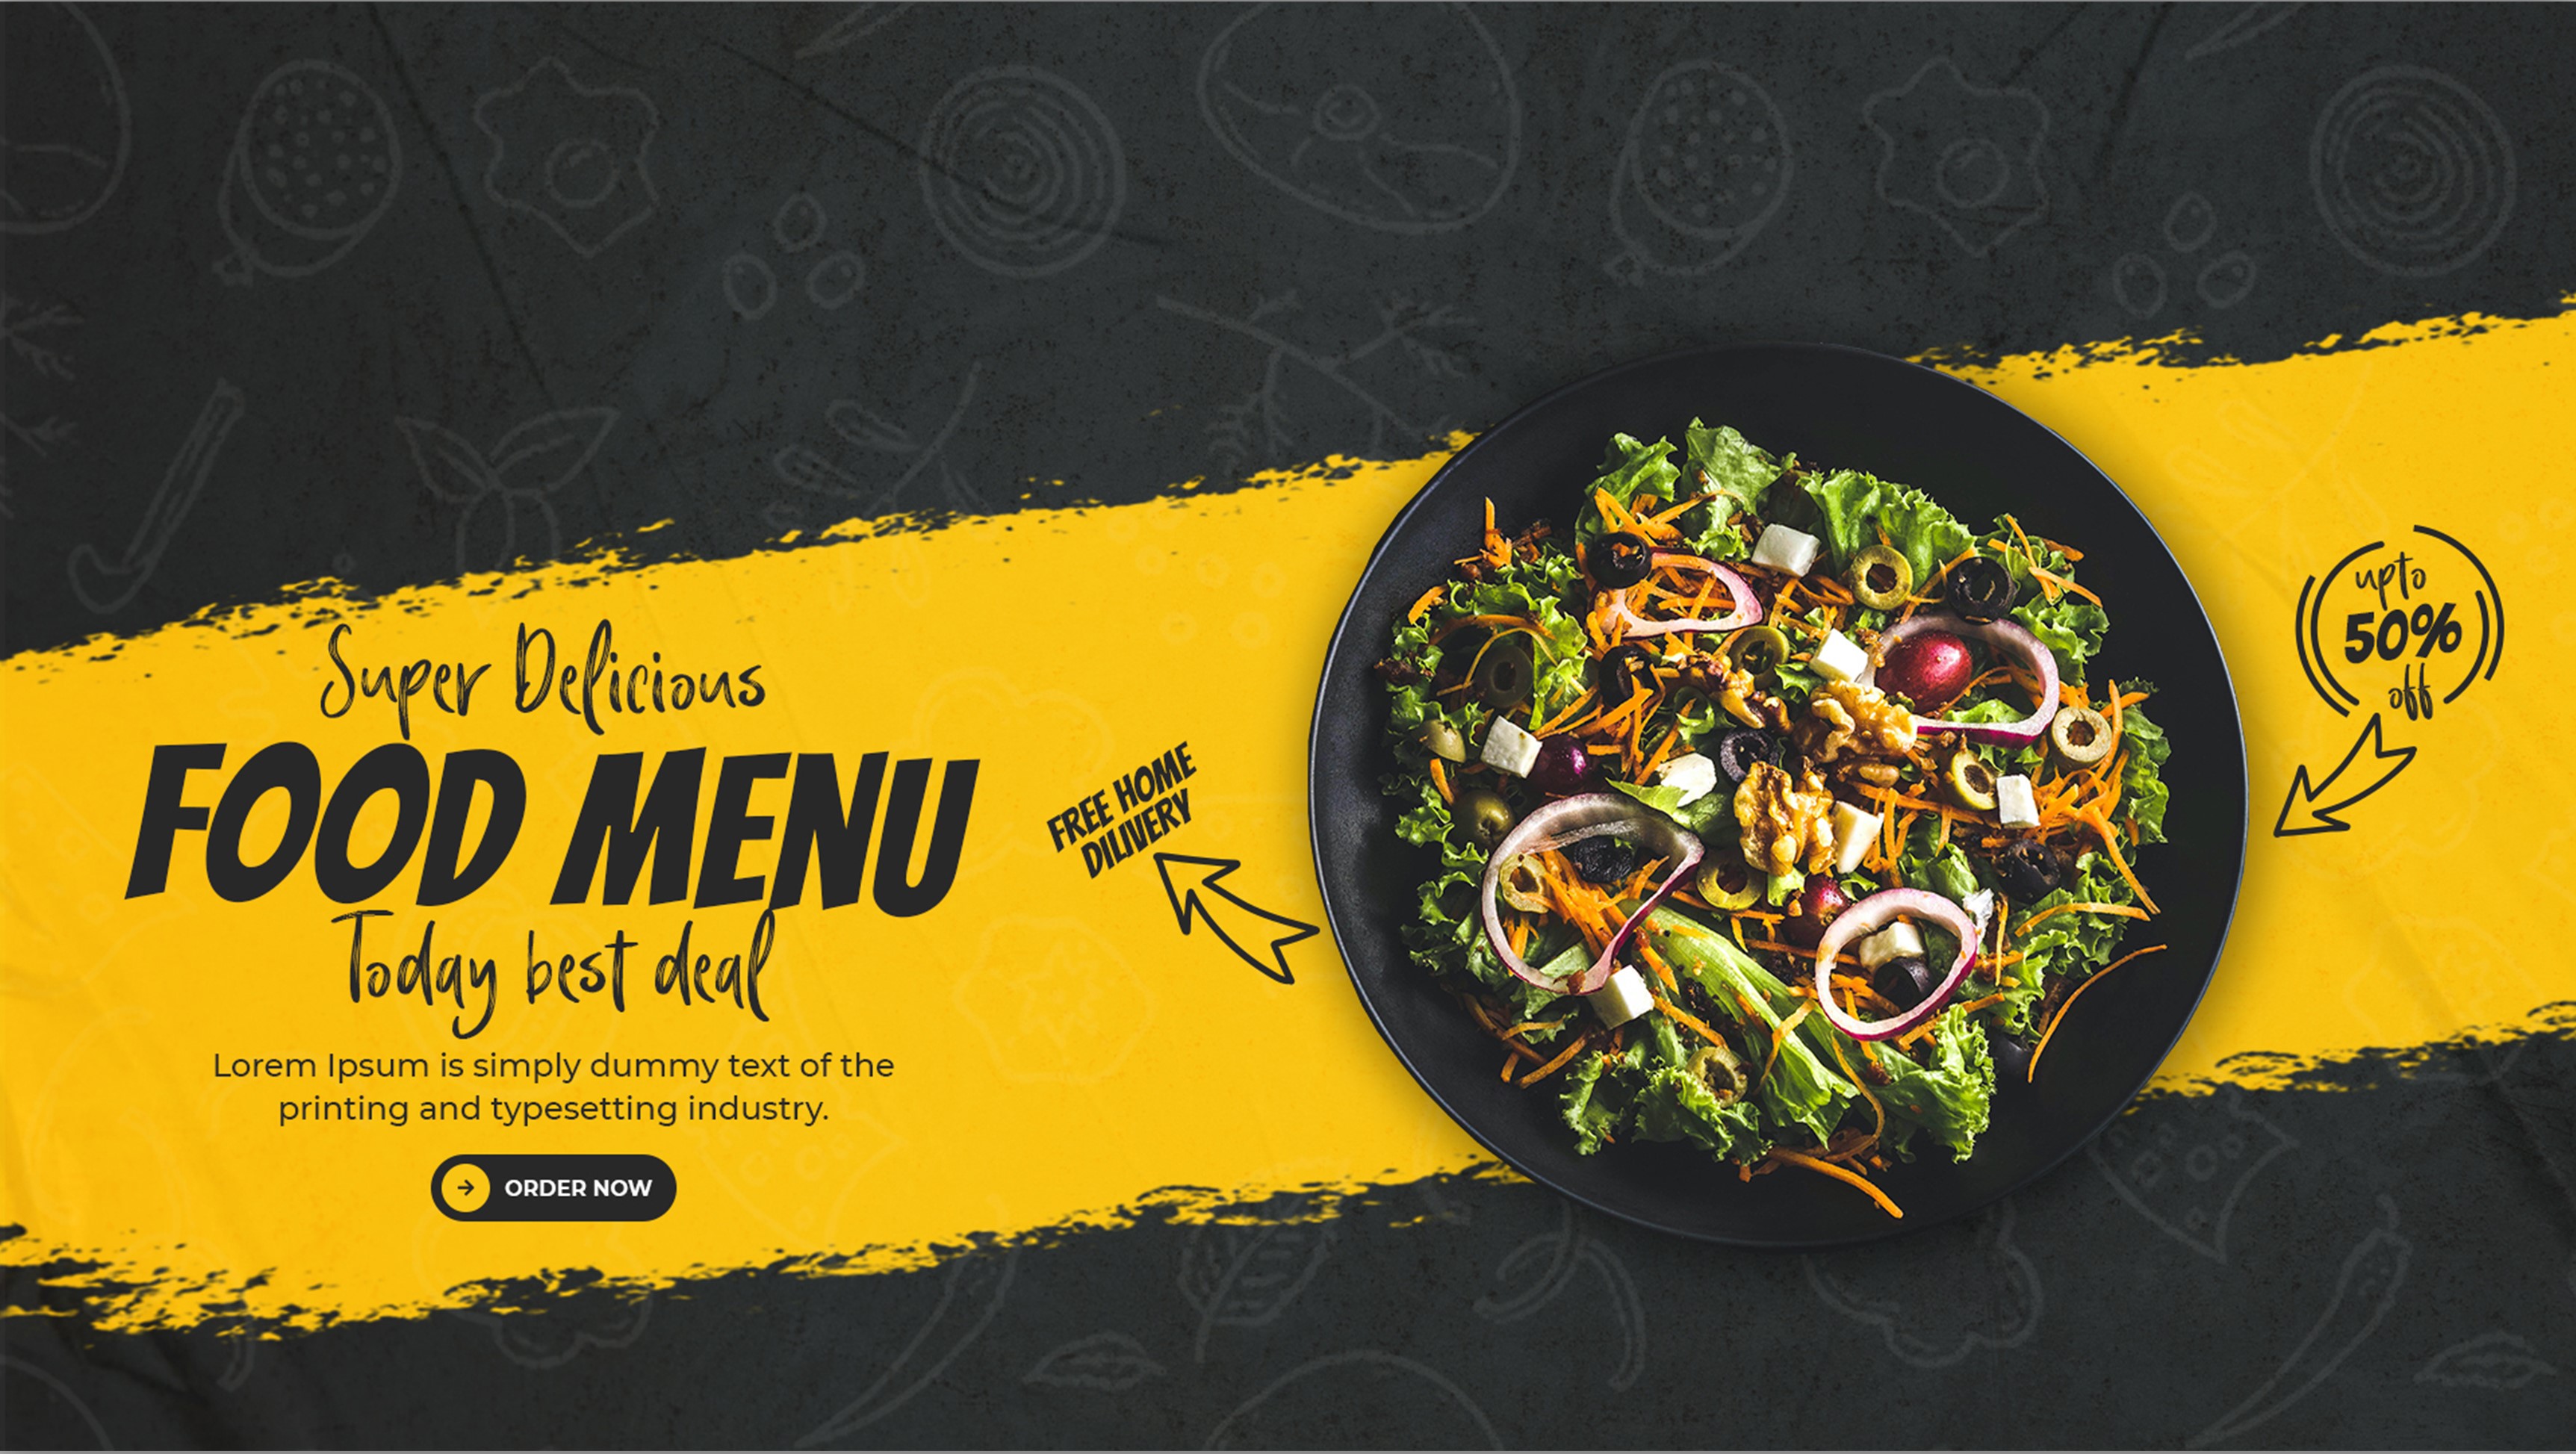 Super Delicious
FOOD MENU
Today best deal
Lorem Ipsum is simply dummy text of the
printing and typesetting industry.
ORDER NOW
FREE HOME
DILIVERY
upto
50%
off